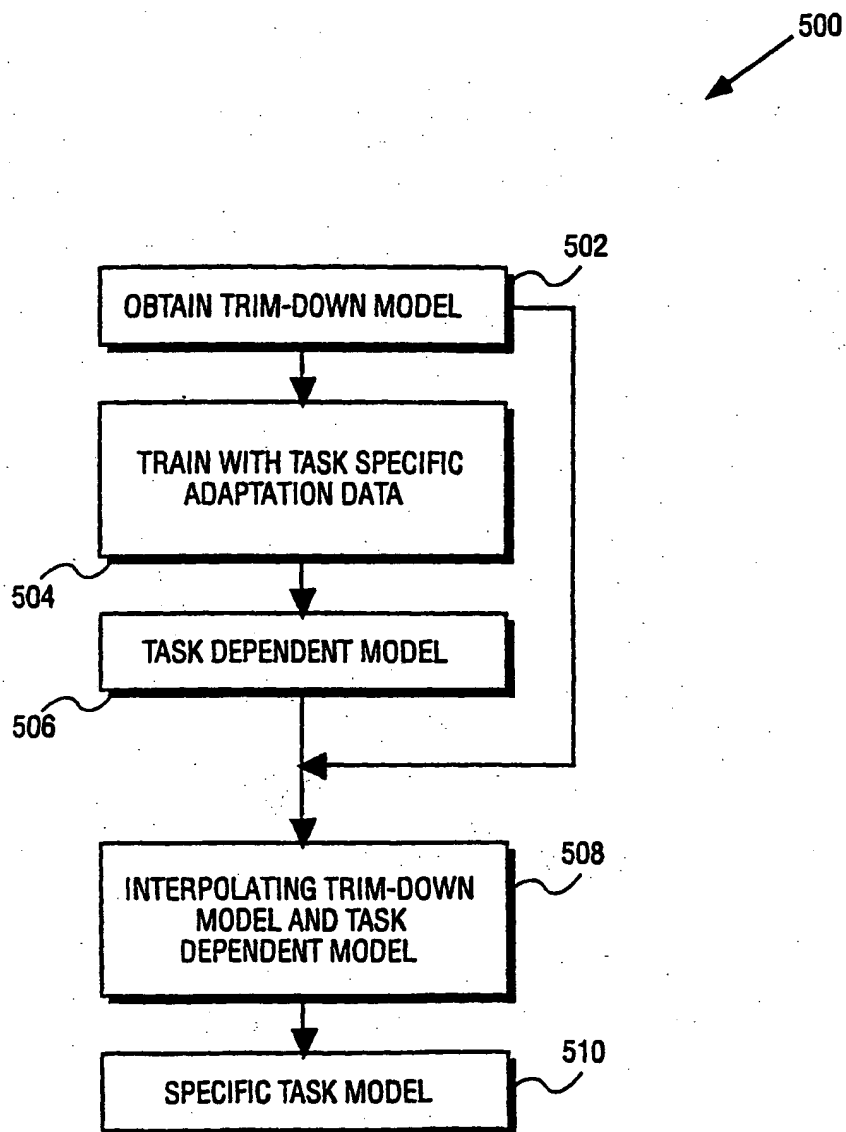 500
502
OBTAIN TRIM-DOWN MODEL
TRAIN WITH TASK SPECIFIC
ADAPTATION DATA
504
TASK DEPENDENT MODEL
506
508
INTERPOLATING TRIM-DOWN
MODEL AND TASK
DEPENDENT MODEL
510
SPECIFIC TASK MODEL